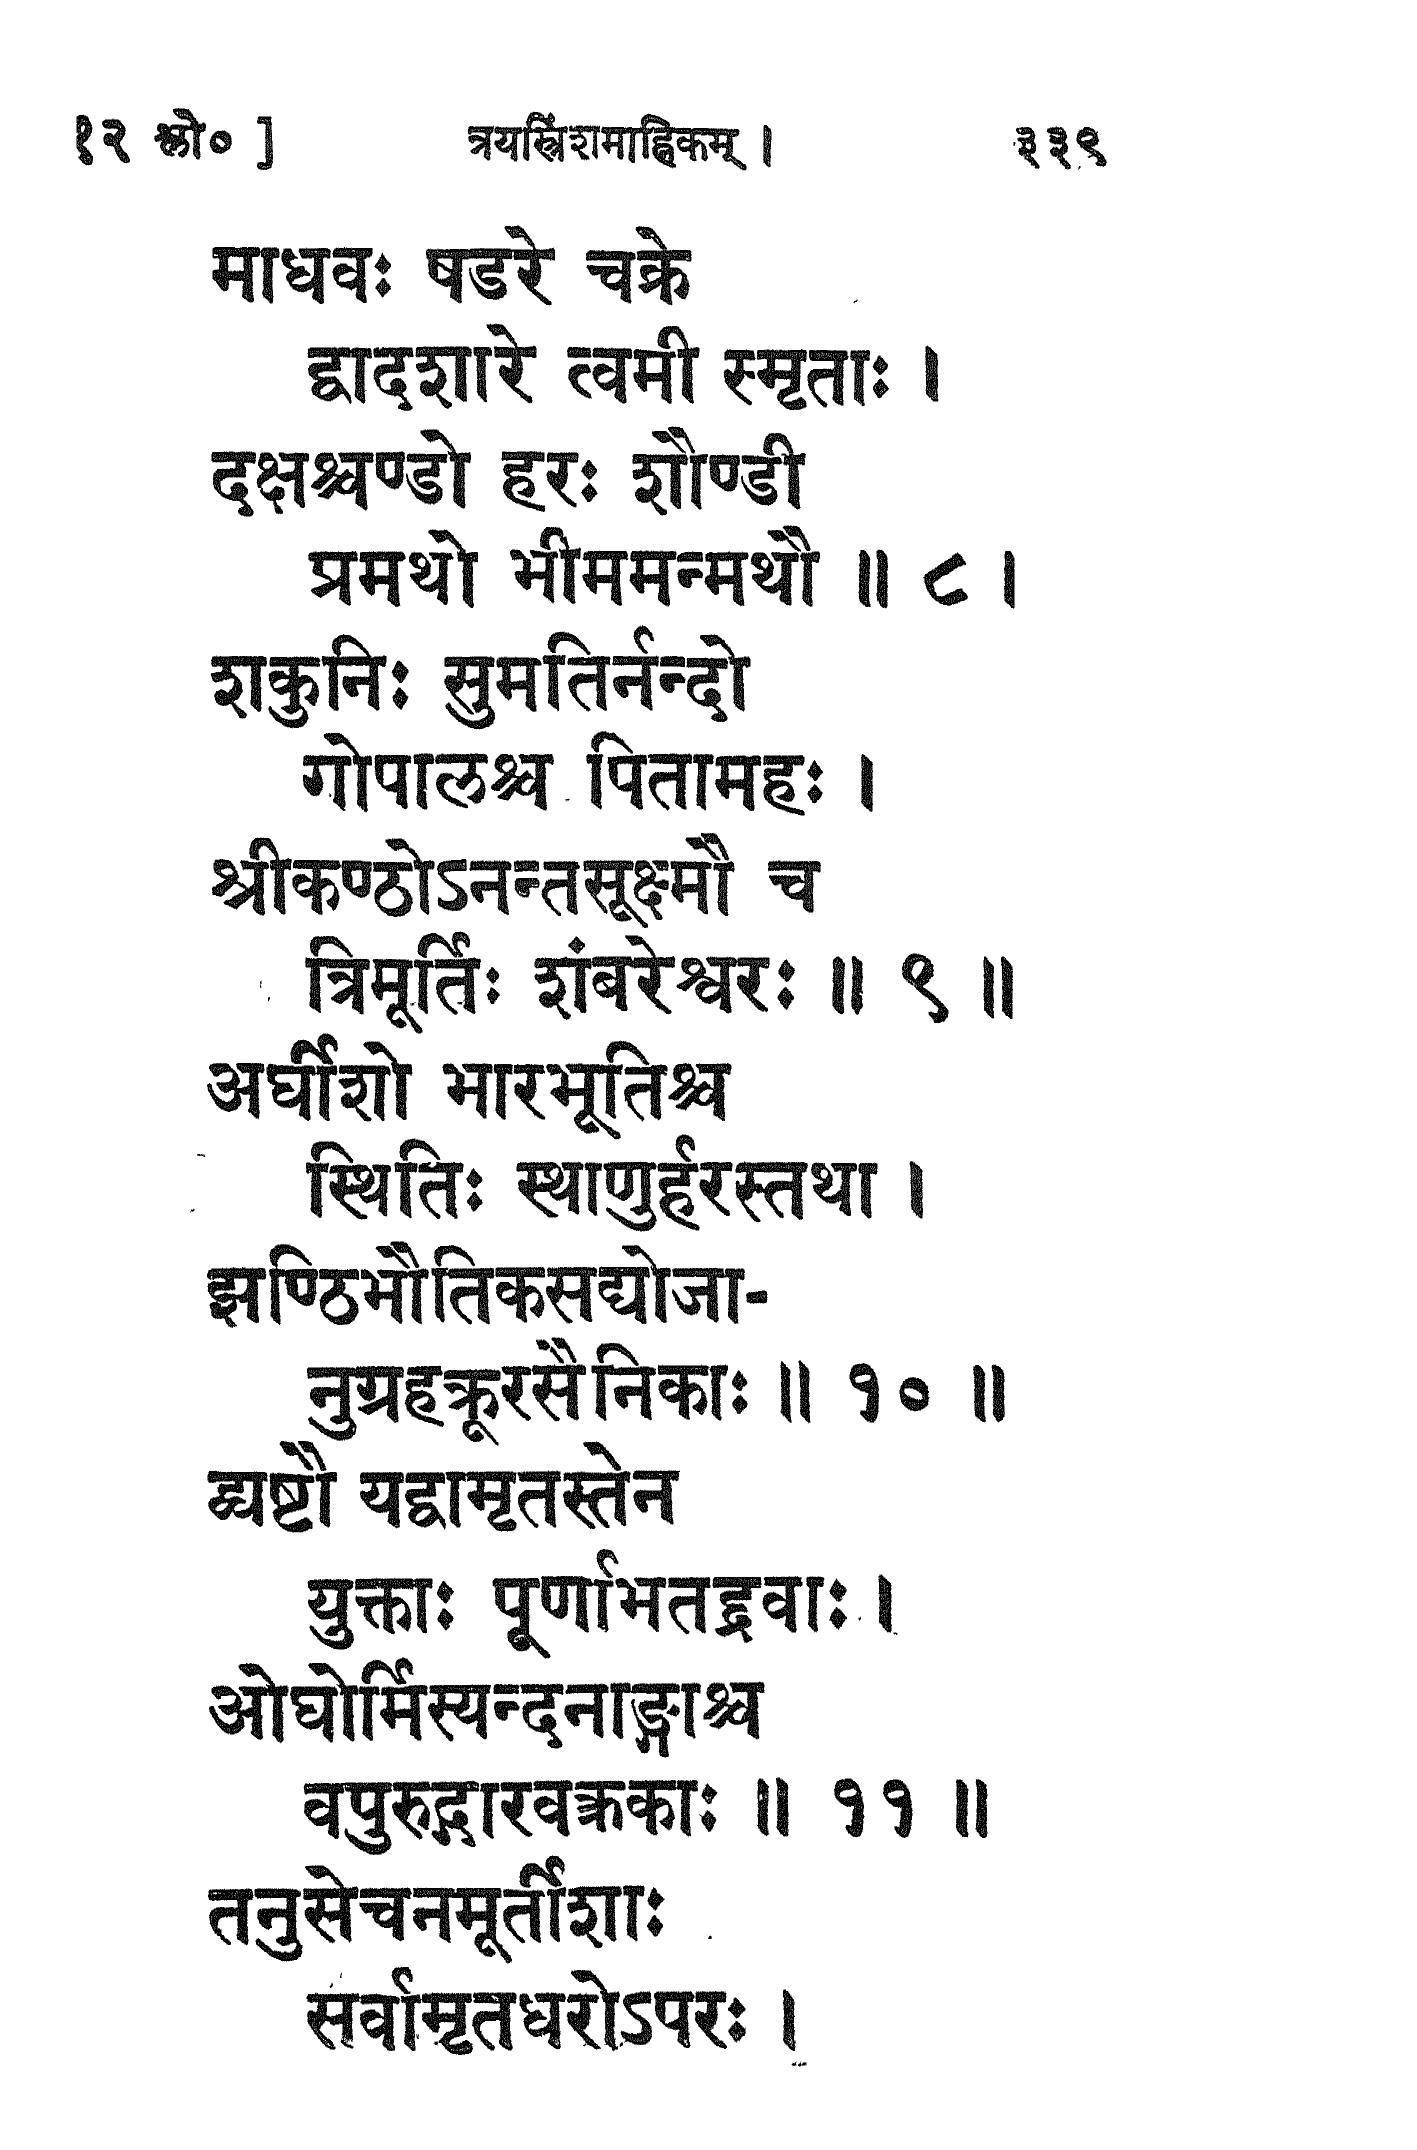 १२ श्लो० ] त्रयस्त्रिंशमाह्निकम् । ३३९
माधवः षडरे चक्रे
द्वादशारे त्वमी स्मृताः ।
दक्षश्चण्डो हरः शौण्डी
प्रमथो भीममन्मथौ ॥ ८ ।
शकुनिः सुमतिर्नन्दो
गोपालश्च पितामहः ।
श्रीकण्ठोऽनन्तसूक्ष्मौ च
त्रिमूर्तिः शंबरेश्वरः ॥ ९ ॥
अर्घीशो भारभूतिश्च
स्थितिः स्थाणुर्हरस्तथा ।
झण्ठिभौतिकसद्योजा-
नुग्रहक्रूरसैनिकाः ॥ १० ॥
द्व्यष्टौ यद्वामृतस्तेन
युक्ताः पूर्णाभतद्द्रवाः ।
ओघोर्मिस्यन्दनाङ्गाश्च
वपुरुद्गारवक्रकाः ॥ ११ ॥
तनुसेचनमूर्तीशाः
सर्वामृतधरोऽपरः ।